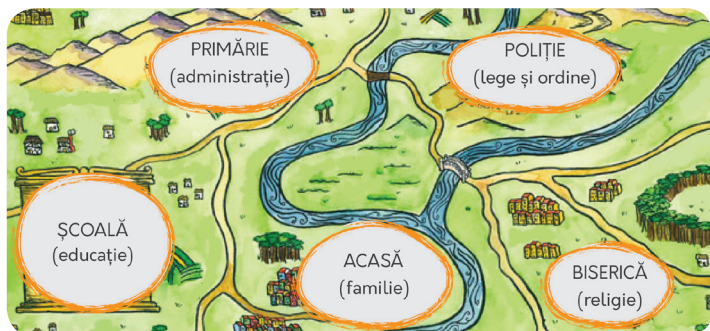 PRIMĂRIE
(administrație)
POLIȚIE
(lege și ordine)
ȘCOALĂ
(educație)
ACASĂ
(familie)
BISERICĂ
(religie)